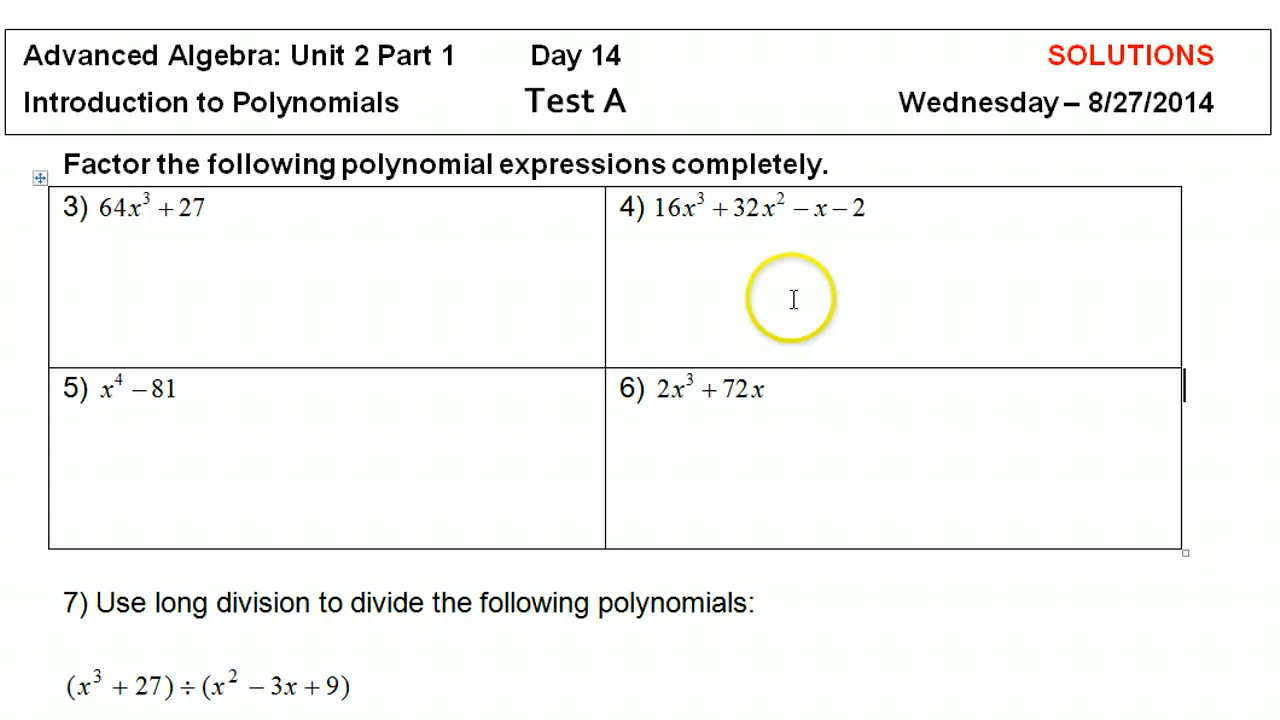 Advanced Algebra: Unit 2 Part 1 Day 14 SOLUTIONS
Introduction to Polynomials Test A Wednesday – 8/27/2014
Factor the following polynomial expressions completely.
3) 64x³ + 27 4) 16x³ + 32x² − x − 2
5) x⁴ − 81 6) 2x³ + 72x
7) Use long division to divide the following polynomials:
(x³ + 27) ÷ (x² − 3x + 9)